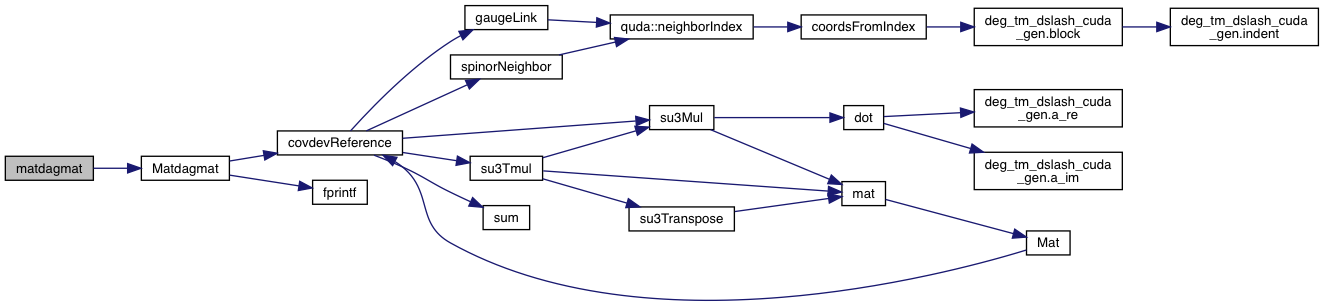 matdagmat
Matdagmat
covdevReference
fprintf
gaugeLink
spinorNeighbor
su3Tmul
sum
quda::neighborIndex
su3Mul
su3Transpose
coordsFromIndex
dot
mat
deg_tm_dslash_cuda
_gen.block
deg_tm_dslash_cuda
_gen.indent
deg_tm_dslash_cuda
_gen.a_re
deg_tm_dslash_cuda
_gen.a_im
Mat